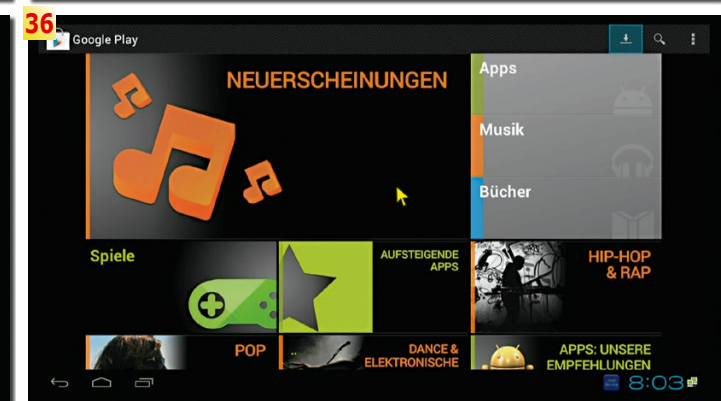 36
Google Play
NEUERSCHEINUNGEN
Apps
Musik
Bücher
Spiele
AUFSTEIGENDE
APPS
HIP-HOP
& RAP
POP
DANCE &
ELEKTRONISCHE
APPS: UNSERE
EMPFEHLUNGEN
8:03